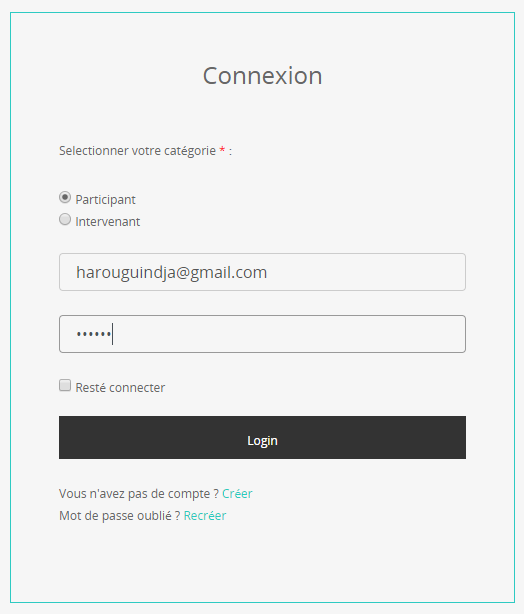 Connexion
Selectionner votre catégorie * :
Participant
Intervenant
harouguindja@gmail.com
••••••
Resté connecter
Login
Vous n'avez pas de compte ? Créer
Mot de passe oublié ? Recréer